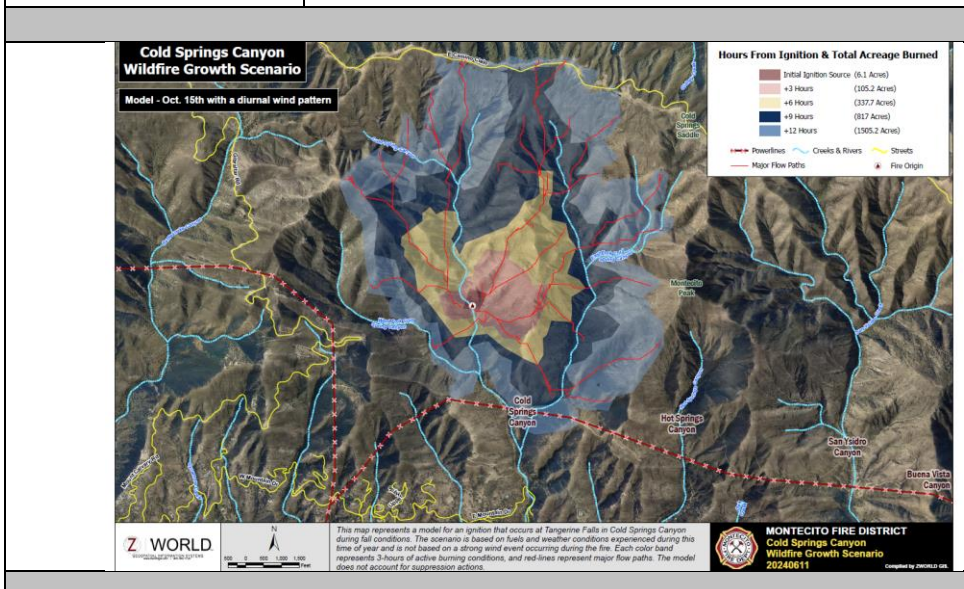 Cold Springs Canyon
Wildfire Growth Scenario
Model - Oct. 15th with a diurnal wind pattern
Hours From Ignition & Total Acreage Burned
Initial Ignition Source (6.1 Acres)
+3 Hours (105.2 Acres)
+6 Hours (337.7 Acres)
+9 Hours (817 Acres)
+12 Hours (1505.2 Acres)
Powerlines Creeks & Rivers Streets
Major Flow Paths Fire Origin
Cold
Springs
Saddle
Montecito
Peak
Cold
Springs
Canyon
Hot Springs
Canyon
San Ysidro
Canyon
Buena Vista
Canyon
ZWORLD
N
Feet
This map represents a model for an ignition that occurs at Tangerine Falls in Cold Springs Canyon
during fall conditions. The scenario is based on fuels and weather conditions experienced during this
time of year and is not based on a strong wind event occurring during the fire. Each color band
represents 3-hours of active burning conditions, and red-lines represent major flow paths. The model
does not account for suppression actions.
MONTECITO FIRE DISTRICT
Cold Springs Canyon
Wildfire Growth Scenario
20240611
Compiled by ZWORLD GIS.